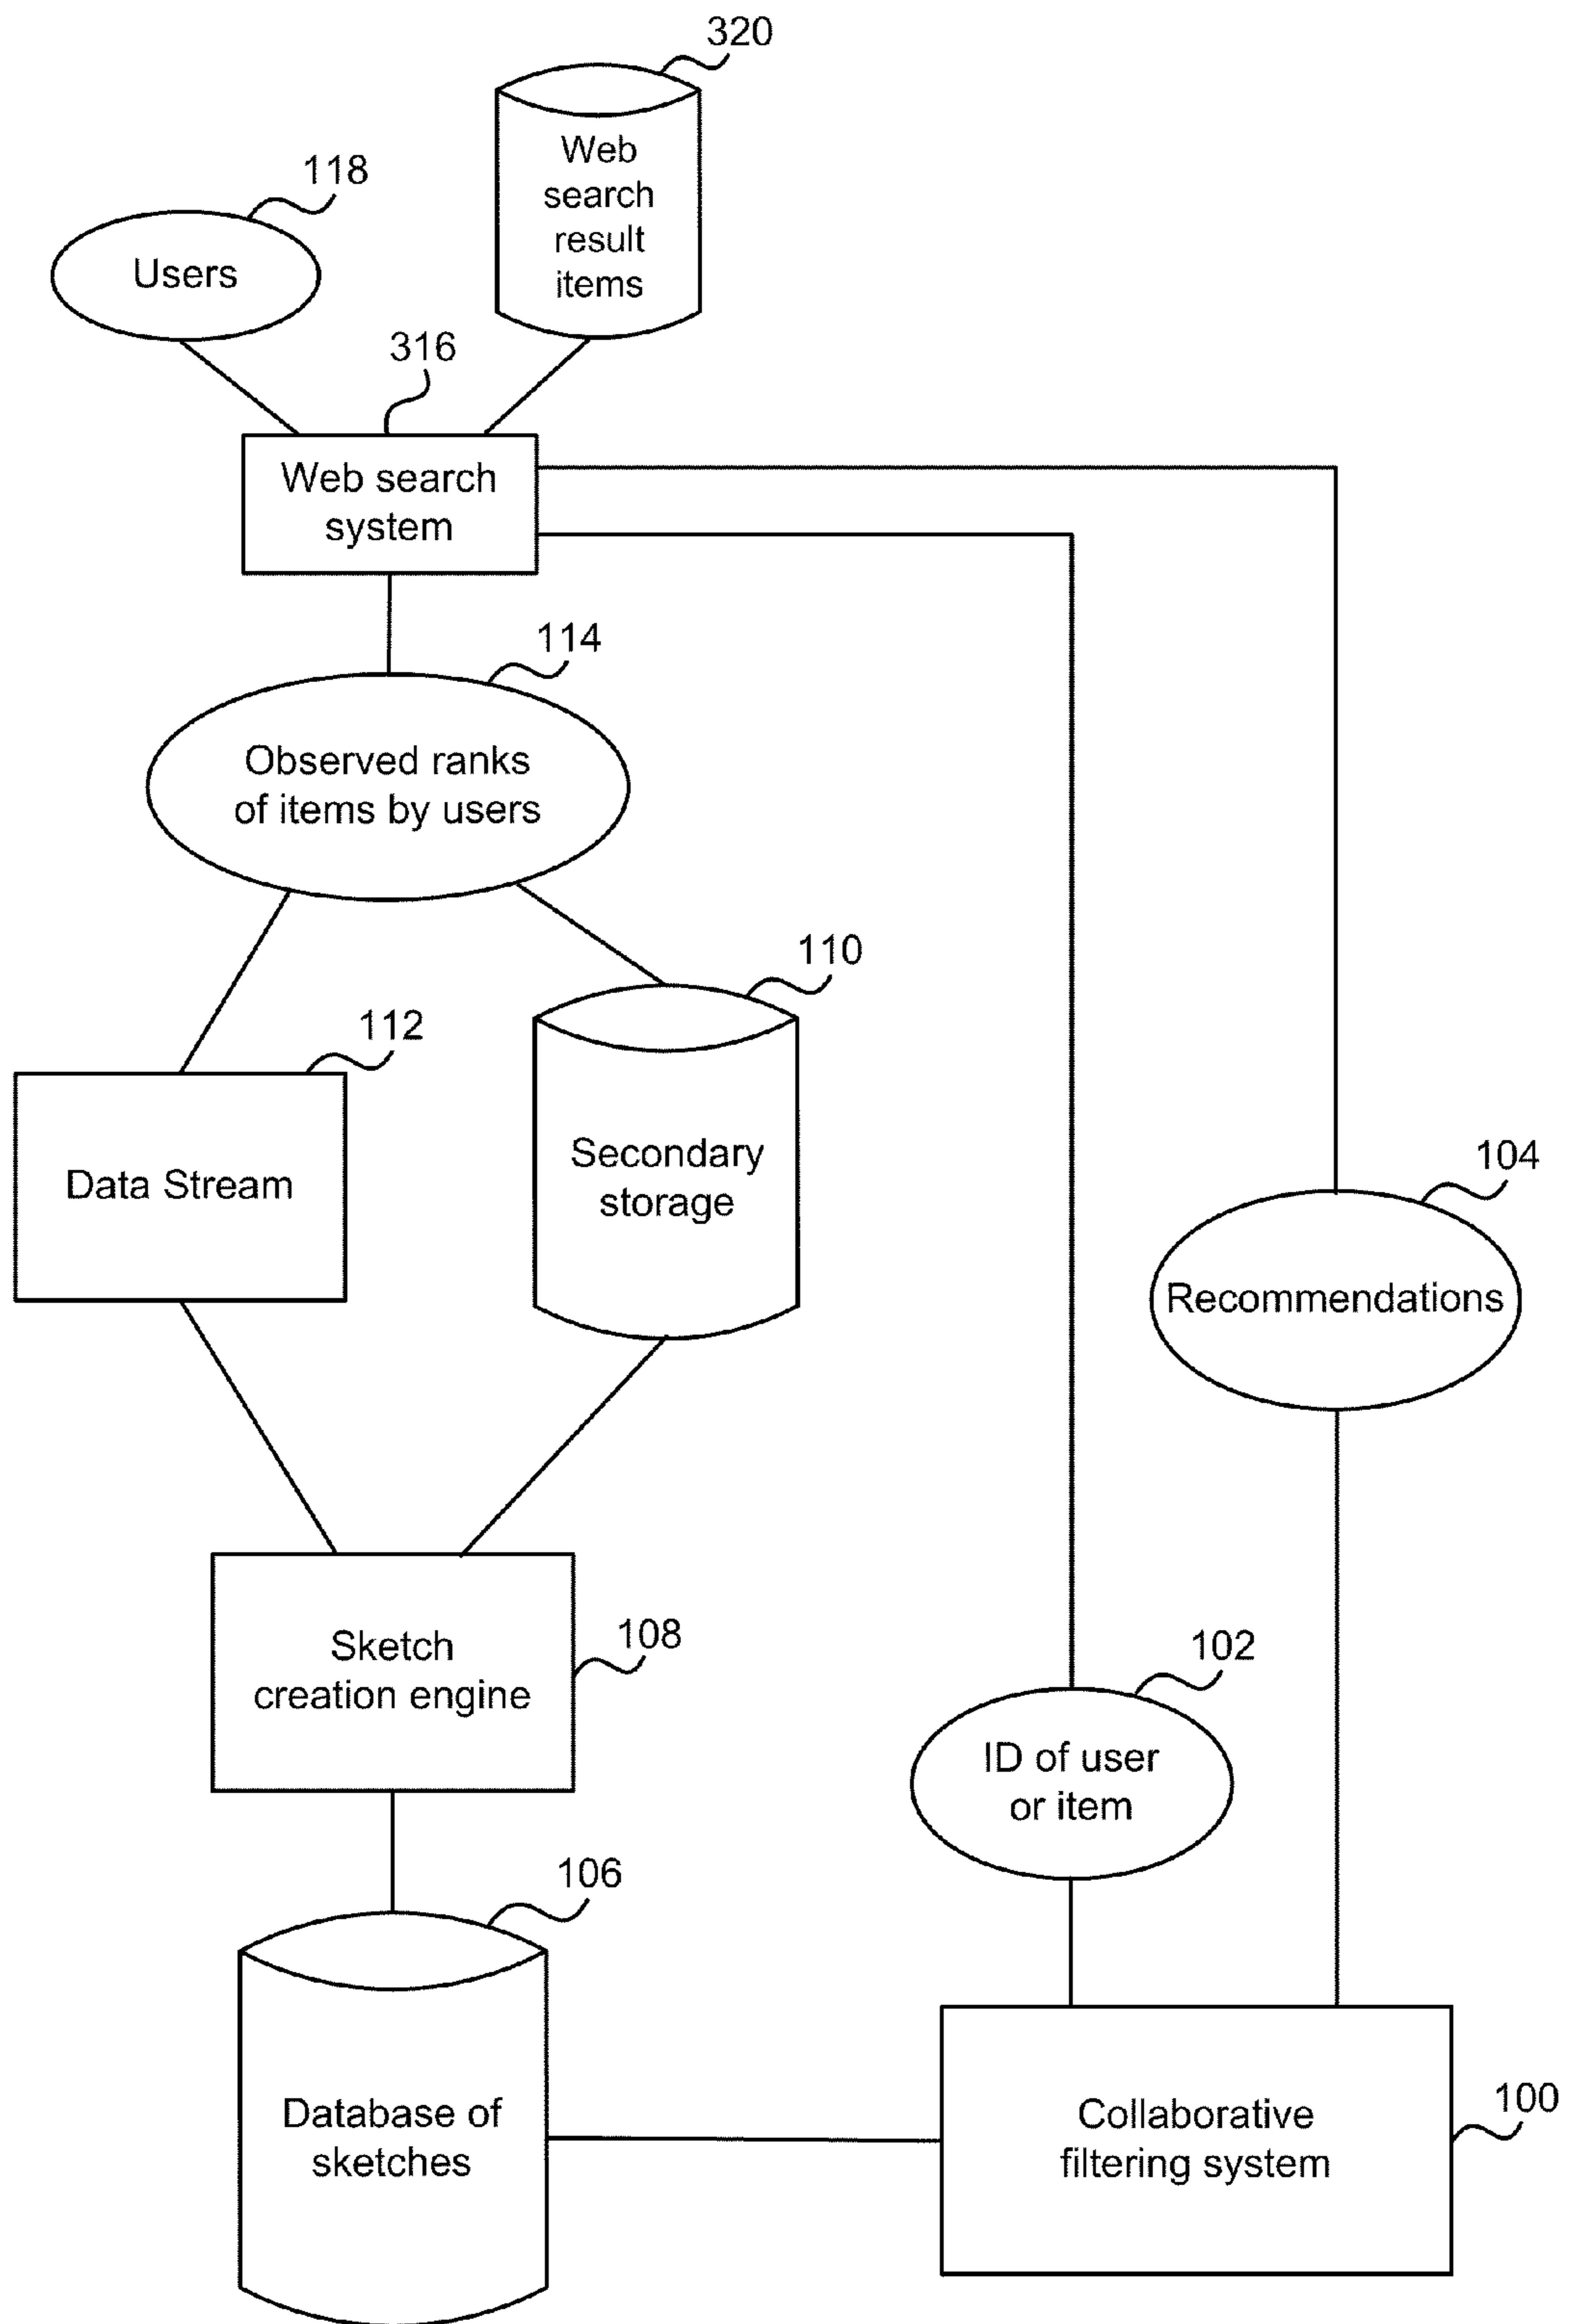 320
Web
search
result
items
118
Users
316
Web search
system
114
Observed ranks
of items by users
110
Secondary
storage
112
Data Stream
104
Recommendations
108
Sketch
creation engine
102
ID of user
or item
106
Database of
sketches
100
Collaborative
filtering system